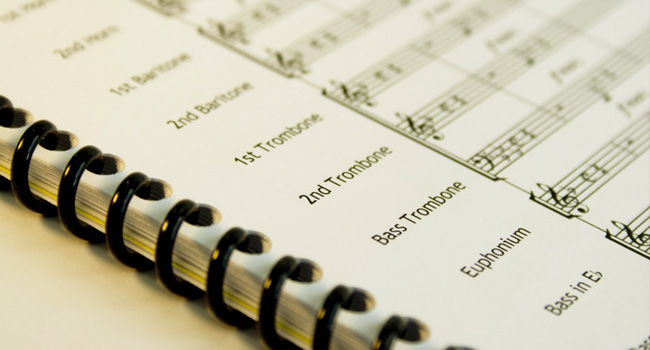 1st Horn
2nd Horn
1st Baritone
2nd Baritone
1st Trombone
2nd Trombone
Bass Trombone
Euphonium
Bass in E♭